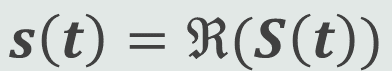 s(t) = ℜ(S(t))